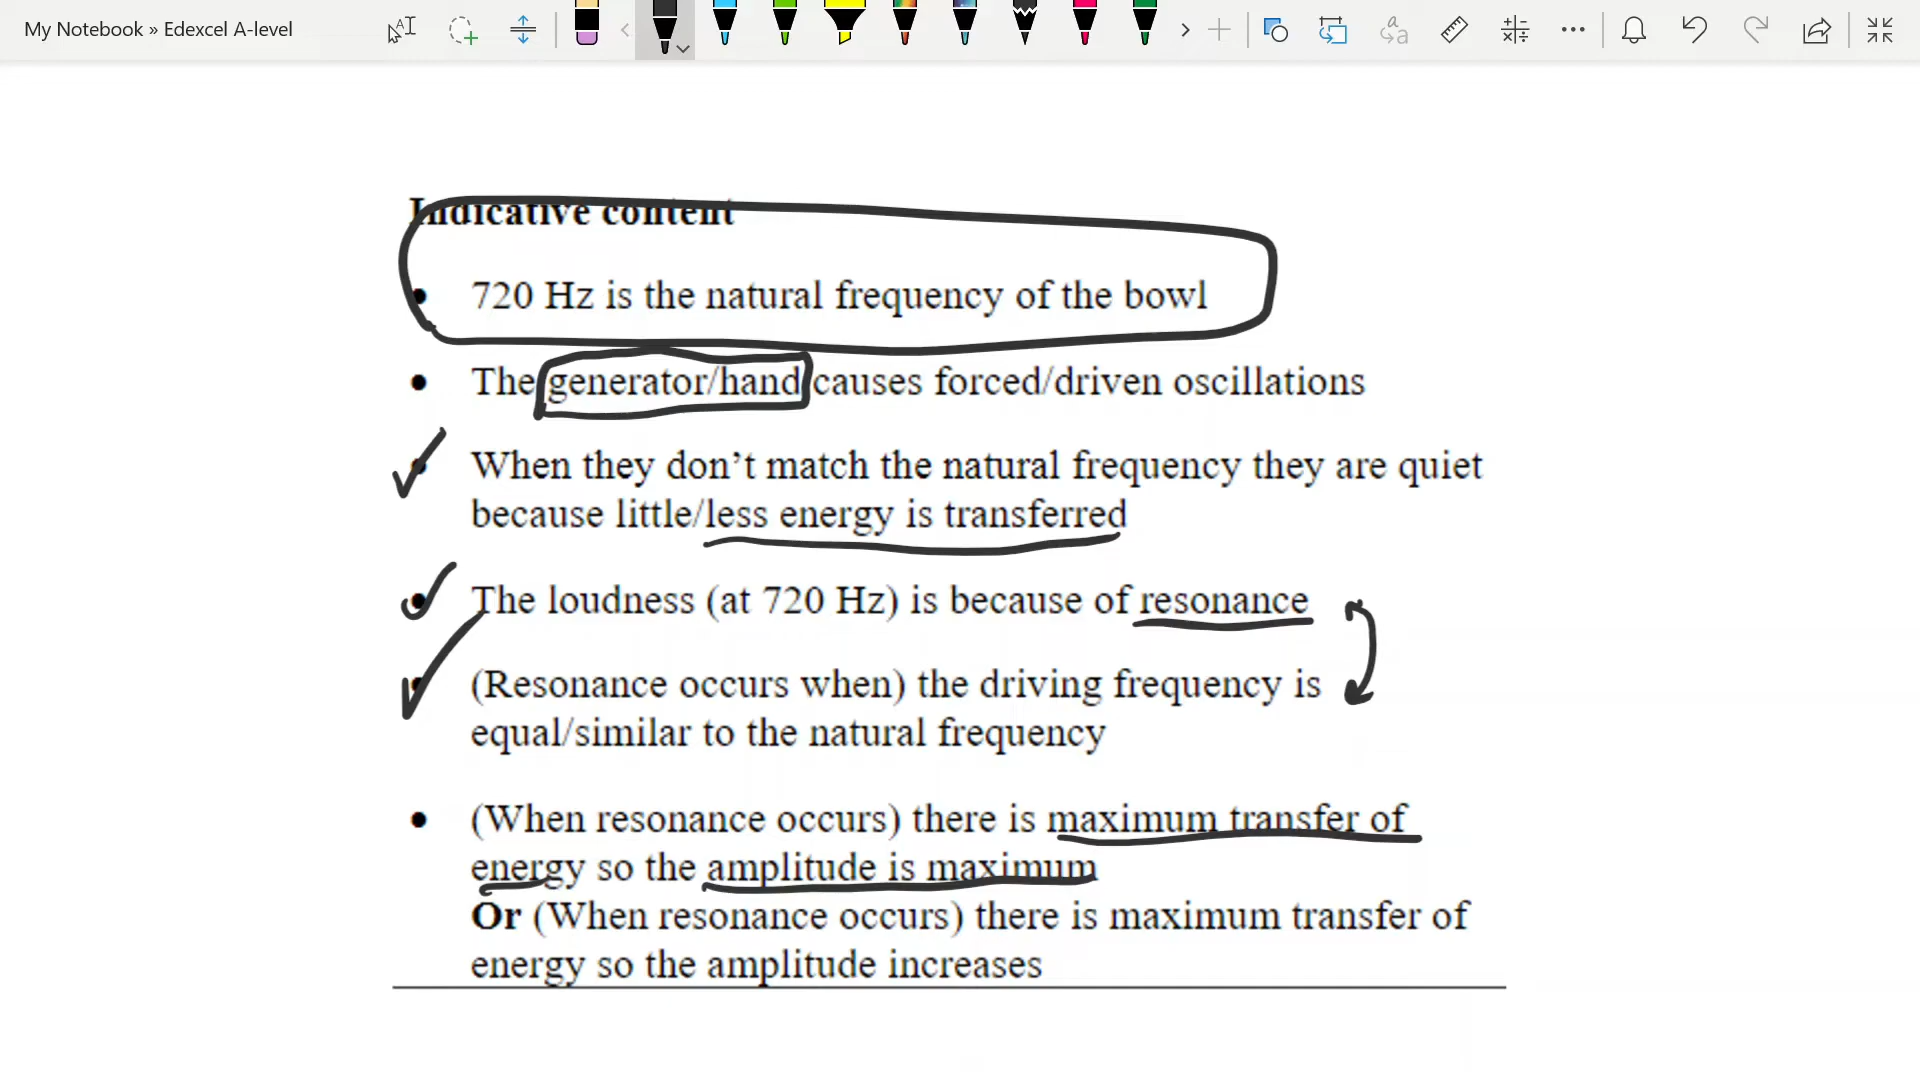 My Notebook » Edexcel A-level
Indicative content
• 720 Hz is the natural frequency of the bowl
• The generator/hand causes forced/driven oscillations
• When they don’t match the natural frequency they are quiet
because little/less energy is transferred
• The loudness (at 720 Hz) is because of resonance
• (Resonance occurs when) the driving frequency is
equal/similar to the natural frequency
• (When resonance occurs) there is maximum transfer of
energy so the amplitude is maximum
Or (When resonance occurs) there is maximum transfer of
energy so the amplitude increases